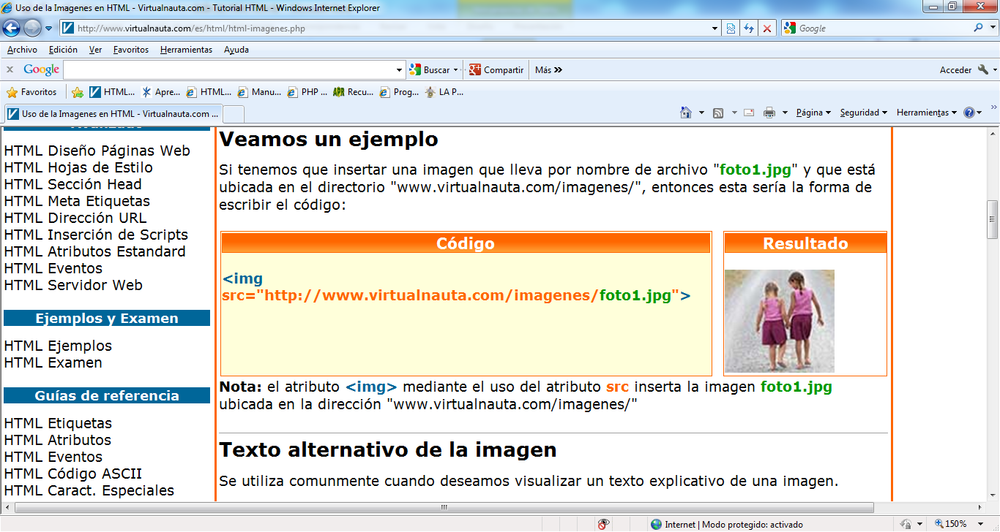 Uso de la Imagenes en HTML - Virtualnauta.com - Tutorial HTML - Windows Internet Explorer
http://www.virtualnauta.com/es/html/html-imagenes.php
Google
Archivo Edición Ver Favoritos Herramientas Ayuda
x Google Buscar Compartir Más Acceder
Favoritos HTML... Apre... HTML... Manu... PHP ... APR Recu... Prog... LA P...
Uso de la Imagenes en HTML - Virtualnauta.com ... Página Seguridad Herramientas
HTML Diseño Páginas Web
HTML Hojas de Estilo
HTML Sección Head
HTML Meta Etiquetas
HTML Dirección URL
HTML Inserción de Scripts
HTML Atributos Estandard
HTML Eventos
HTML Servidor Web
Ejemplos y Examen
HTML Ejemplos
HTML Examen
Guías de referencia
HTML Etiquetas
HTML Atributos
HTML Eventos
HTML Código ASCII
HTML Caract. Especiales
Veamos un ejemplo
Si tenemos que insertar una imagen que lleva por nombre de archivo "foto1.jpg" y que está
ubicada en el directorio "www.virtualnauta.com/imagenes/", entonces esta sería la forma de
escribir el código:
Código
<img
src="http://www.virtualnauta.com/imagenes/foto1.jpg">
Resultado
Nota: el atributo <img> mediante el uso del atributo src inserta la imagen foto1.jpg
ubicada en la dirección "www.virtualnauta.com/imagenes/"
Texto alternativo de la imagen
Se utiliza comunmente cuando deseamos visualizar un texto explicativo de una imagen.
Internet | Modo protegido: activado 150%